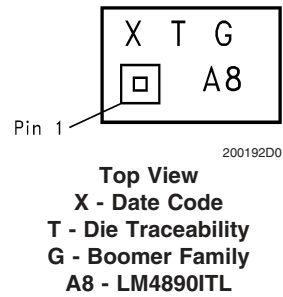 X T G
A8
Pin 1
200192D0
Top View
X - Date Code
T - Die Traceability
G - Boomer Family
A8 - LM4890ITL